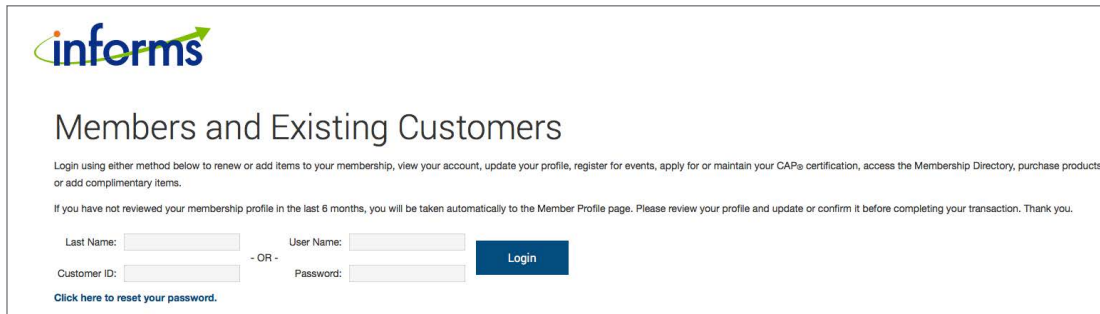 informs
Members and Existing Customers
Login using either method below to renew or add items to your membership, view your account, update your profile, register for events, apply for or maintain your CAP® certification, access the Membership Directory, purchase products
or add complimentary items.
If you have not reviewed your membership profile in the last 6 months, you will be taken automatically to the Member Profile page. Please review your profile and update or confirm it before completing your transaction. Thank you.
Last Name: User Name:
- OR - Login
Customer ID: Password:
Click here to reset your password.